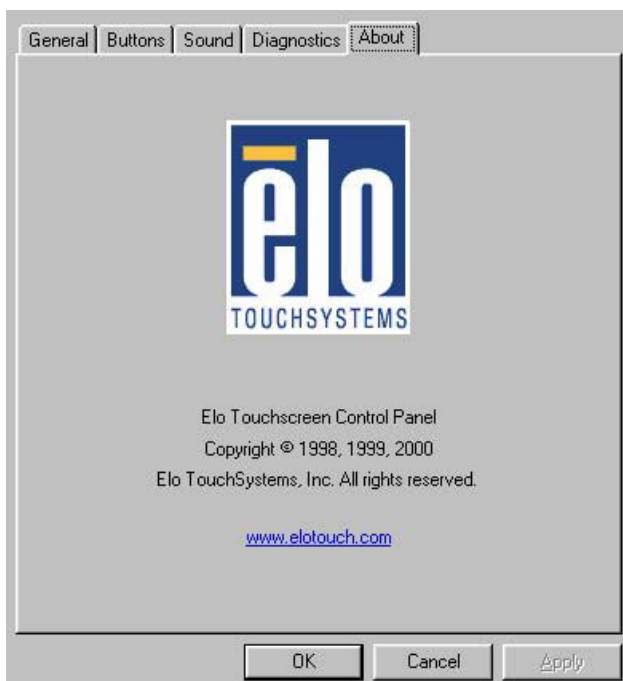 General
Buttons
Sound
Diagnostics
About
ēlo
TOUCHSYSTEMS
Elo Touchscreen Control Panel
Copyright © 1998, 1999, 2000
Elo TouchSystems, Inc. All rights reserved.
www.elotouch.com
OK
Cancel
Apply